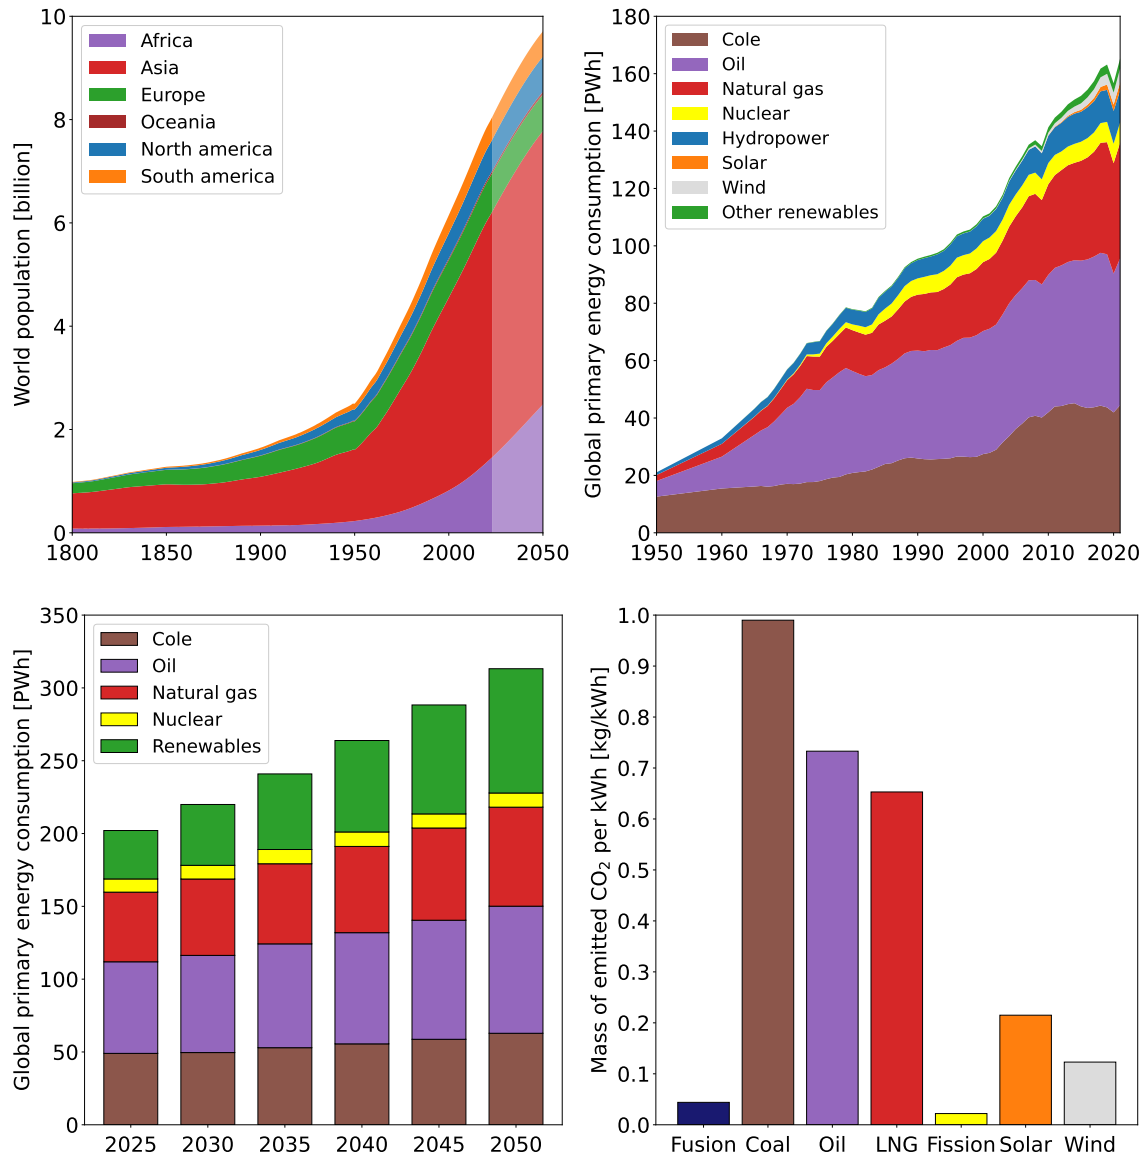 World population [billion]
10
8
6
4
2
0
Africa
Asia
Europe
Oceania
North america
South america
1800 1850 1900 1950 2000 2050
Global primary energy consumption [PWh]
180
160
140
120
100
80
60
40
20
0
Cole
Oil
Natural gas
Nuclear
Hydropower
Solar
Wind
Other renewables
1950 1960 1970 1980 1990 2000 2010 2020
Global primary energy consumption [PWh]
350
300
250
200
150
100
50
0
Cole
Oil
Natural gas
Nuclear
Renewables
2025 2030 2035 2040 2045 2050
Mass of emitted CO₂ per kWh [kg/kWh]
1.0
0.9
0.8
0.7
0.6
0.5
0.4
0.3
0.2
0.1
0.0
Fusion Coal Oil LNG Fission Solar Wind